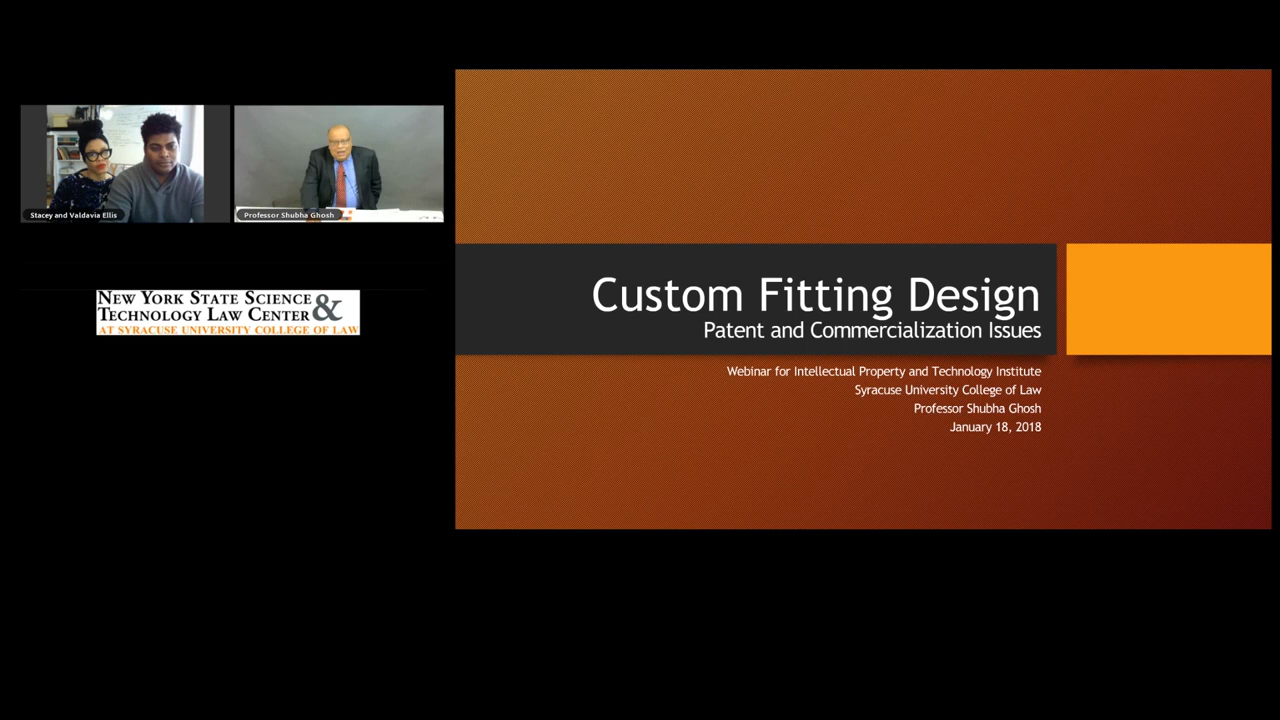 Stacey and Valdavia Ellis
Professor Shubha Ghosh
NEW YORK STATE SCIENCE &
TECHNOLOGY LAW CENTER
AT SYRACUSE UNIVERSITY COLLEGE OF LAW
Custom Fitting Design
Patent and Commercialization Issues
Webinar for Intellectual Property and Technology Institute
Syracuse University College of Law
Professor Shubha Ghosh
January 18, 2018